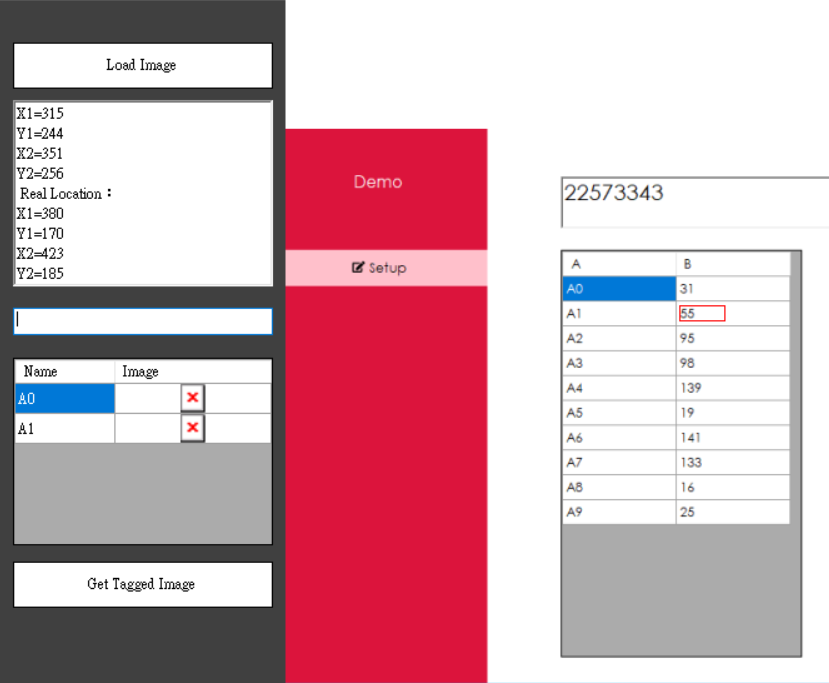 Load Image
X1=315
Y1=244
X2=351
Y2=256
Real Location：
X1=380
Y1=170
X2=423
Y2=185
Name Image
A0
A1
Get Tagged Image
Demo
Setup
22573343
A B
A0 31
A1 55
A2 95
A3 98
A4 139
A5 19
A6 141
A7 133
A8 16
A9 25